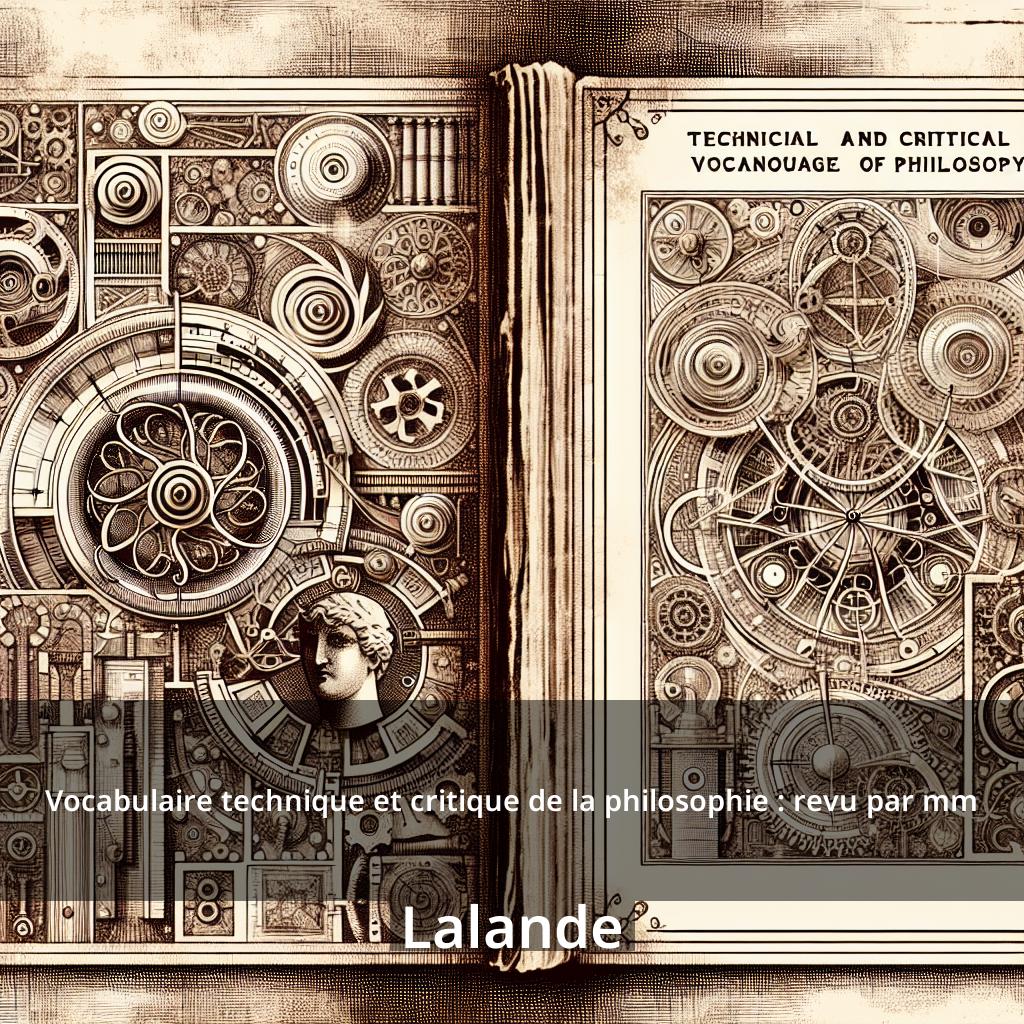 TECHNICIAL AND CRITTICAL
VOCANOUAGE OF PHIILOSOPY
Vocabulaire technique et critique de la philosophie : revu par mm
Lalande